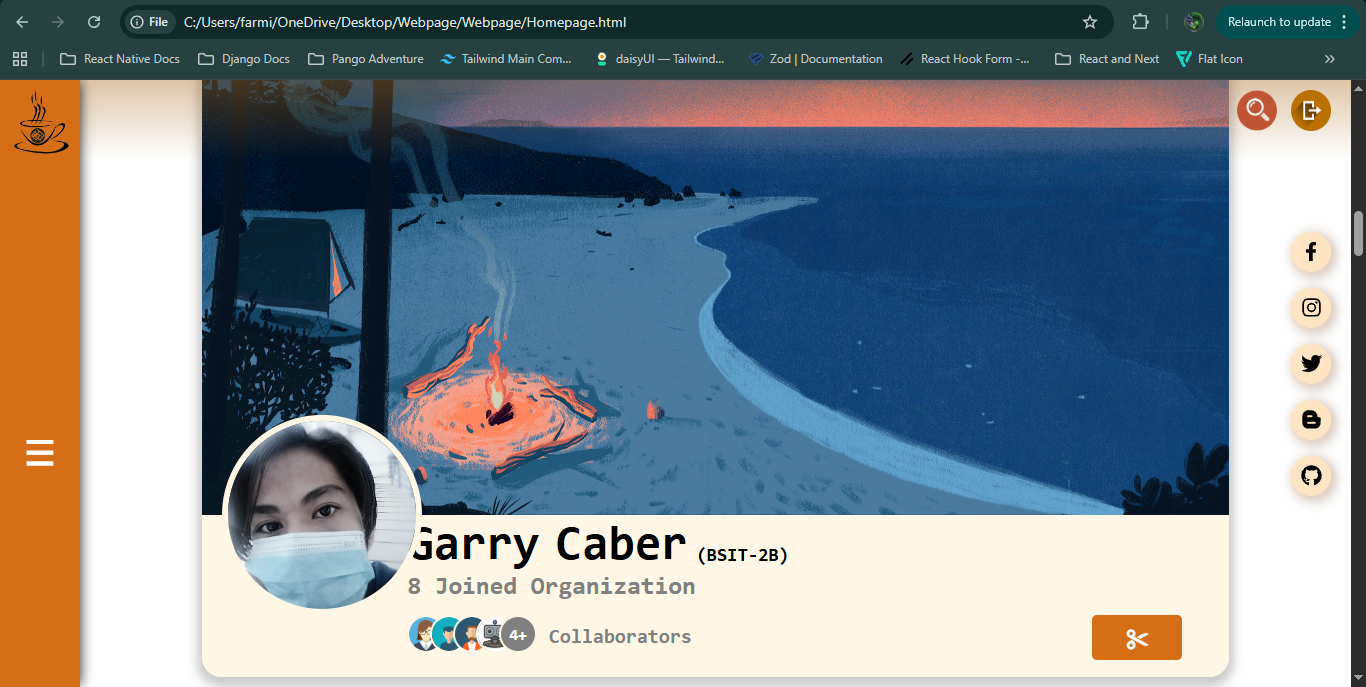 File C:/Users/farmi/OneDrive/Desktop/Webpage/Webpage/Homepage.html Relaunch to update
React Native Docs Django Docs Pango Adventure Tailwind Main Com... daisyUI — Tailwind... Zod | Documentation React Hook Form -... React and Next Flat Icon »
Garry Caber (BSIT-2B)
8 Joined Organization
4+ Collaborators